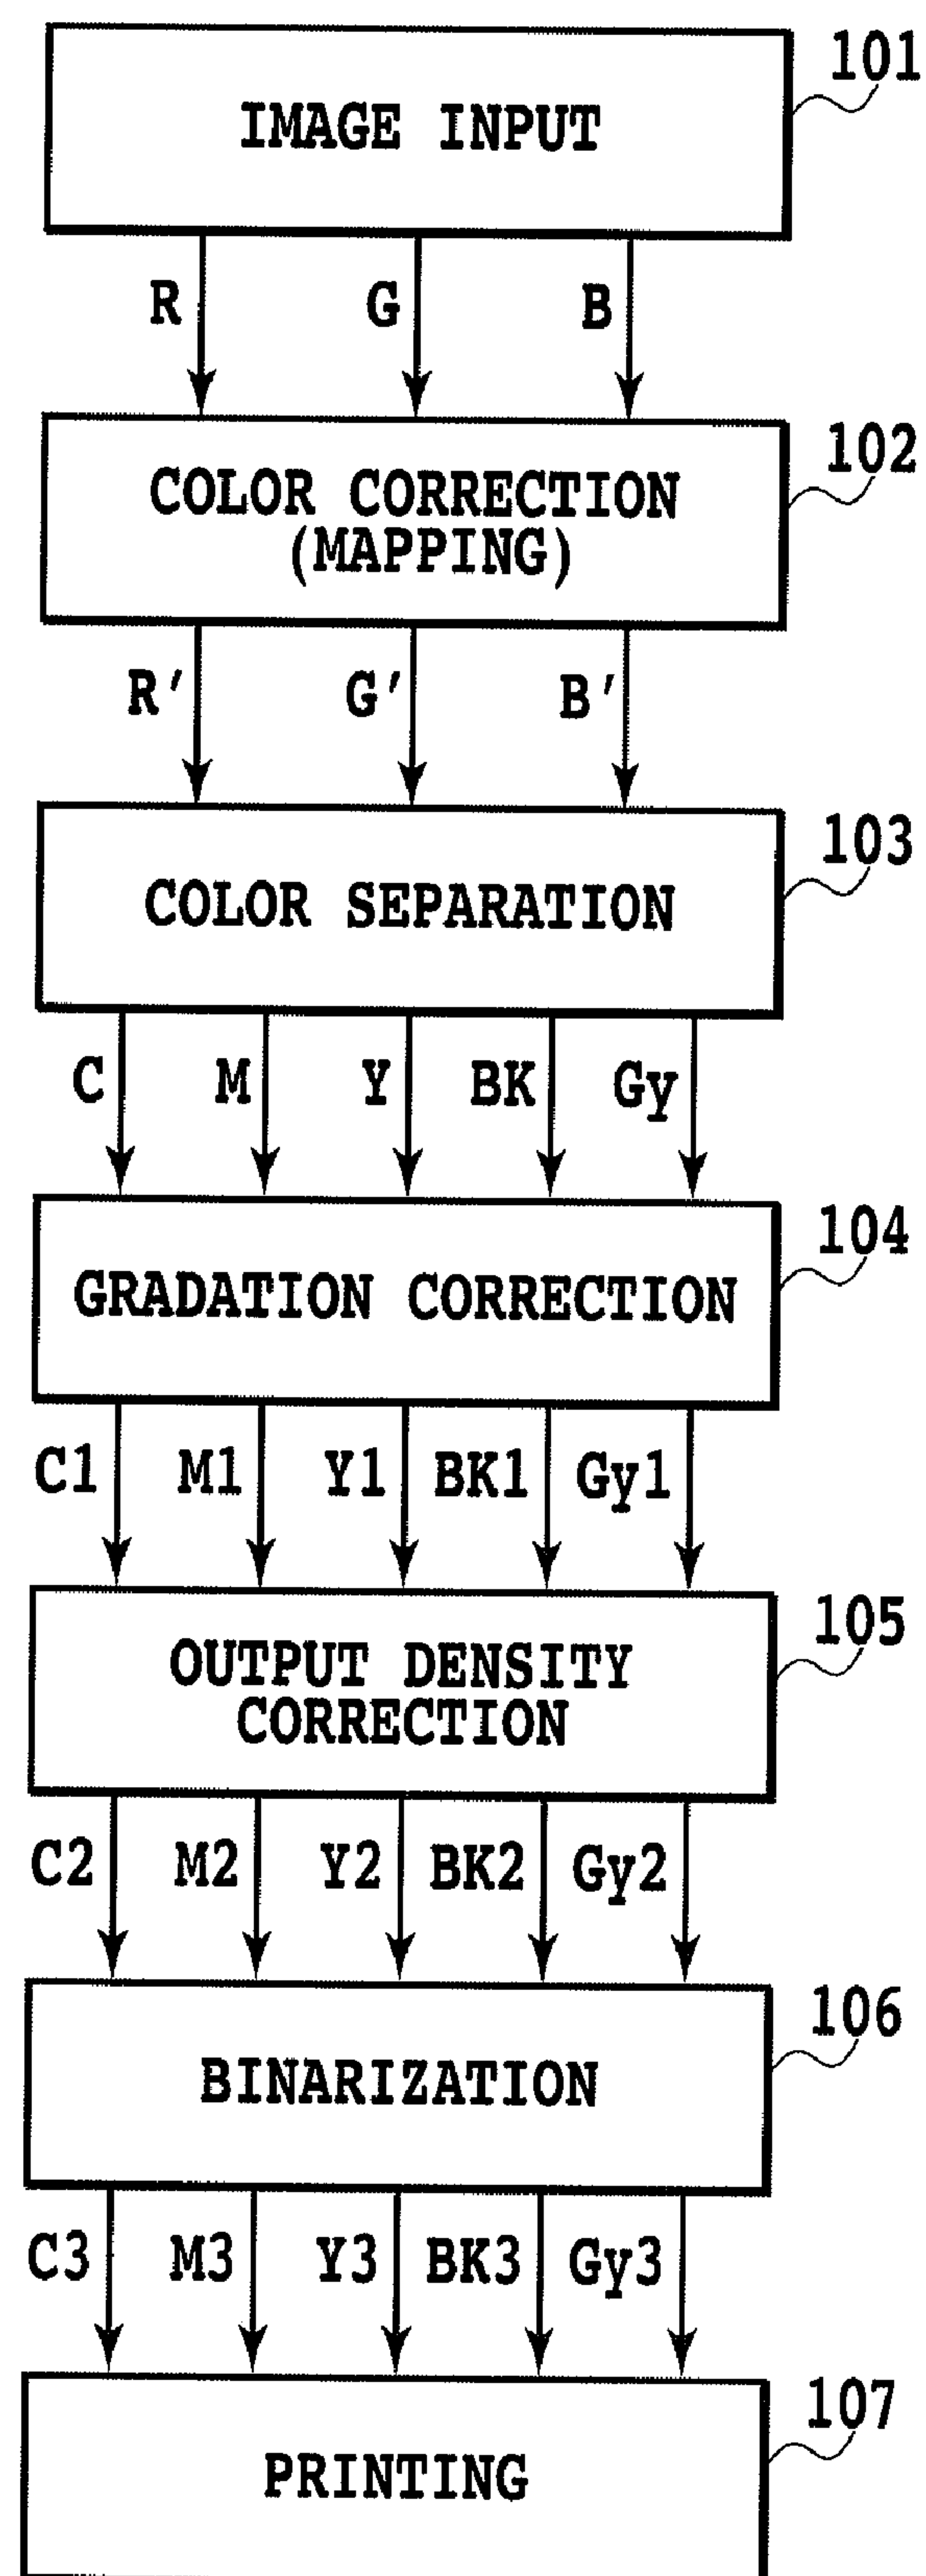 101
IMAGE INPUT
R G B
102
COLOR CORRECTION
(MAPPING)
R' G' B'
103
COLOR SEPARATION
C M Y BK Gy
104
GRADATION CORRECTION
C1 M1 Y1 BK1 Gy1
105
OUTPUT DENSITY
CORRECTION
C2 M2 Y2 BK2 Gy2
106
BINARIZATION
C3 M3 Y3 BK3 Gy3
107
PRINTING